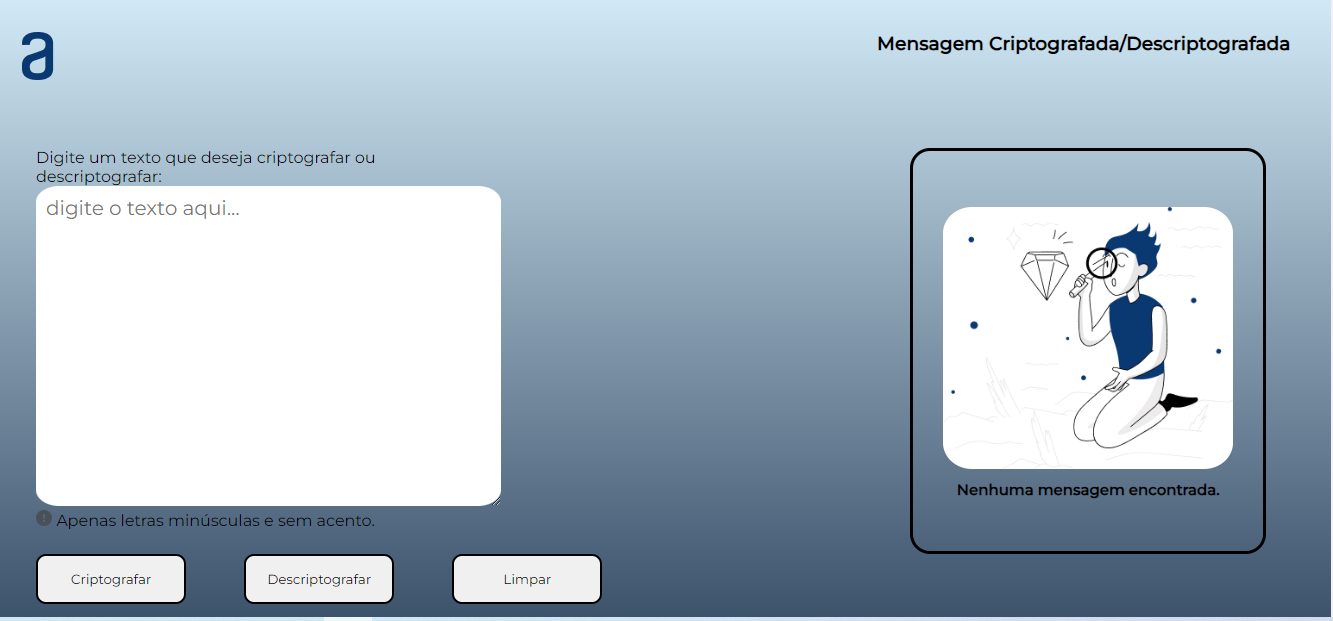 a
Mensagem Criptografada/Descriptografada
Digite um texto que deseja criptografar ou
descriptografar:
digite o texto aqui...
Nenhuma mensagem encontrada.
! Apenas letras minúsculas e sem acento.
Criptografar
Descriptografar
Limpar